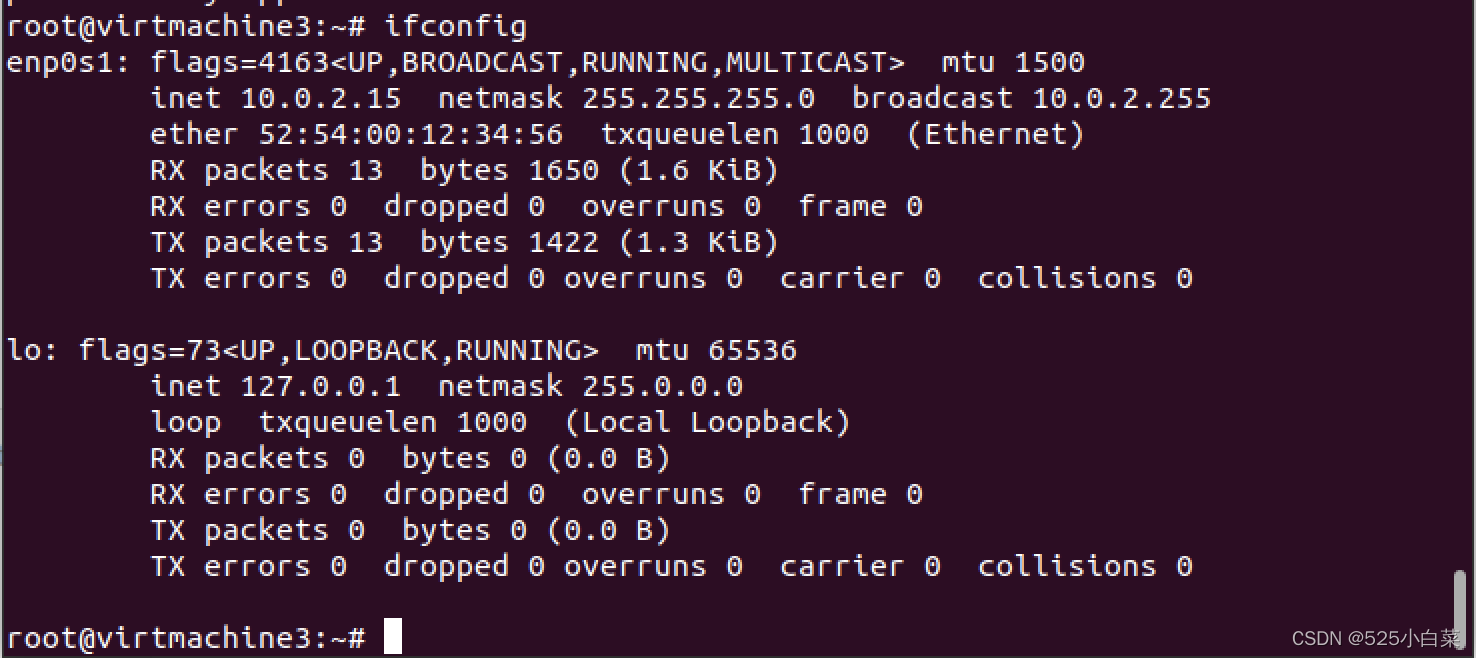 root@virtmachine3:~# ifconfig
enp0s1: flags=4163<UP,BROADCAST,RUNNING,MULTICAST>  mtu 1500
        inet 10.0.2.15  netmask 255.255.255.0  broadcast 10.0.2.255
        ether 52:54:00:12:34:56  txqueuelen 1000  (Ethernet)
        RX packets 13  bytes 1650 (1.6 KiB)
        RX errors 0  dropped 0  overruns 0  frame 0
        TX packets 13  bytes 1422 (1.3 KiB)
        TX errors 0  dropped 0 overruns 0  carrier 0  collisions 0

lo: flags=73<UP,LOOPBACK,RUNNING>  mtu 65536
        inet 127.0.0.1  netmask 255.0.0.0
        loop  txqueuelen 1000  (Local Loopback)
        RX packets 0  bytes 0 (0.0 B)
        RX errors 0  dropped 0  overruns 0  frame 0
        TX packets 0  bytes 0 (0.0 B)
        TX errors 0  dropped 0 overruns 0  carrier 0  collisions 0

root@virtmachine3:~#
CSDN @525小白菜